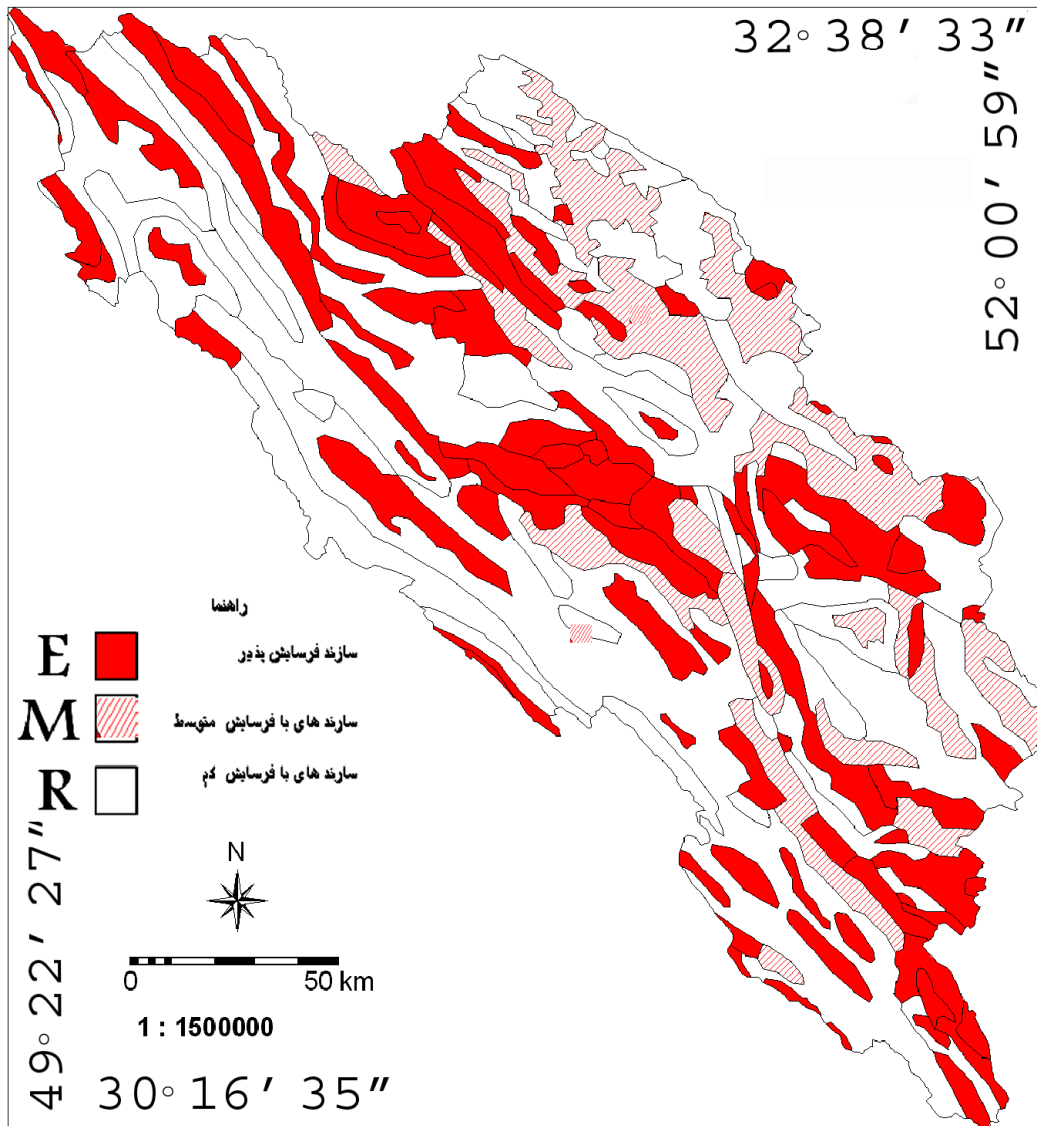 32° 38′ 33″
52° 00′ 59″
راهنما
E سازند فرسایش پذیر
M سازند های با فرسایش متوسط
R سازند های با فرسایش کم
49° 22′ 27″
N
0 50 km
1 : 1500000
30° 16′ 35″